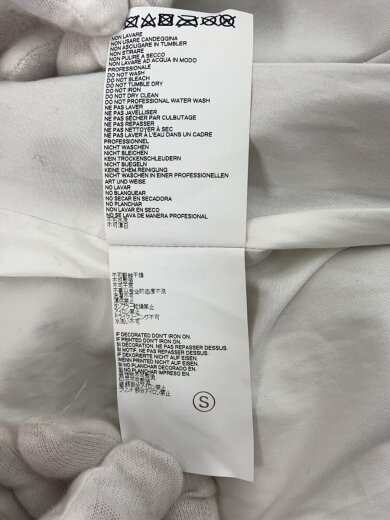 NON LAVARE
NON USARE CANDEGGINA
NON ASCIUGARE IN TUMBLER
NON STIRARE
NON PULIRE A SECCO
NON LAVARE AD ACQUA IN MODO
PROFESSIONALE
DO NOT WASH
DO NOT BLEACH
DO NOT TUMBLE DRY
DO NOT IRON
DO NOT DRY CLEAN
DO NOT PROFESSIONAL WATER WASH
NE PAS LAVER
NE PAS JAVELLISER
NE PAS SÉCHER PAR CULBUTAGE
NE PAS REPASSER
NE PAS NETTOYER À SEC
NE PAS LAVER À L'EAU DANS UN CADRE
PROFESSIONNEL
NICHT WASCHEN
NICHT BLEICHEN
KEIN TROCKENSCHLEUDERN
NICHT BUEGELN
KEINE CHEM.REINIGUNG
NICHT WASCHEN IN EINER PROFESSIONELLEN
ART UND WEISE
NO LAVAR
NO BLANQUEAR
NO SECAR EN SECADORA
NO PLANCHAR
NON LAVAR EN SECO
NO SE LAVA DE MANERA PROFESIONAL
不可漂白
IF DECORATED DON'T IRON ON.
IF PRINTED DON'T IRON ON.
SI DÉCORATION, NE PAS REPASSER DESSUS.
SI MOTIF, NE PAS REPASSER DESSUS.
IF DEKORIERTE NICHT AUF EISEN.
WENN PRINTED NICHT AUF EISEN.
SI NO PLANCHAR DECORADO EN.
SI NO PLANCHAR IMPRESO EN.
S